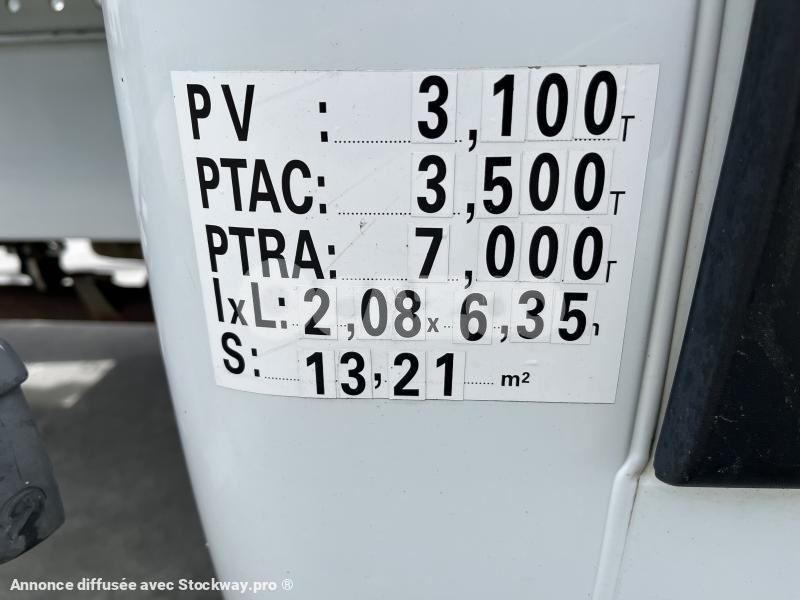 PV : 3,100 T
PTAC: 3,500 T
PTRA: 7,000 T
lxL: 2,08 x 6,35
S: 13,21 m²
Annonce diffusée avec Stockway.pro ®